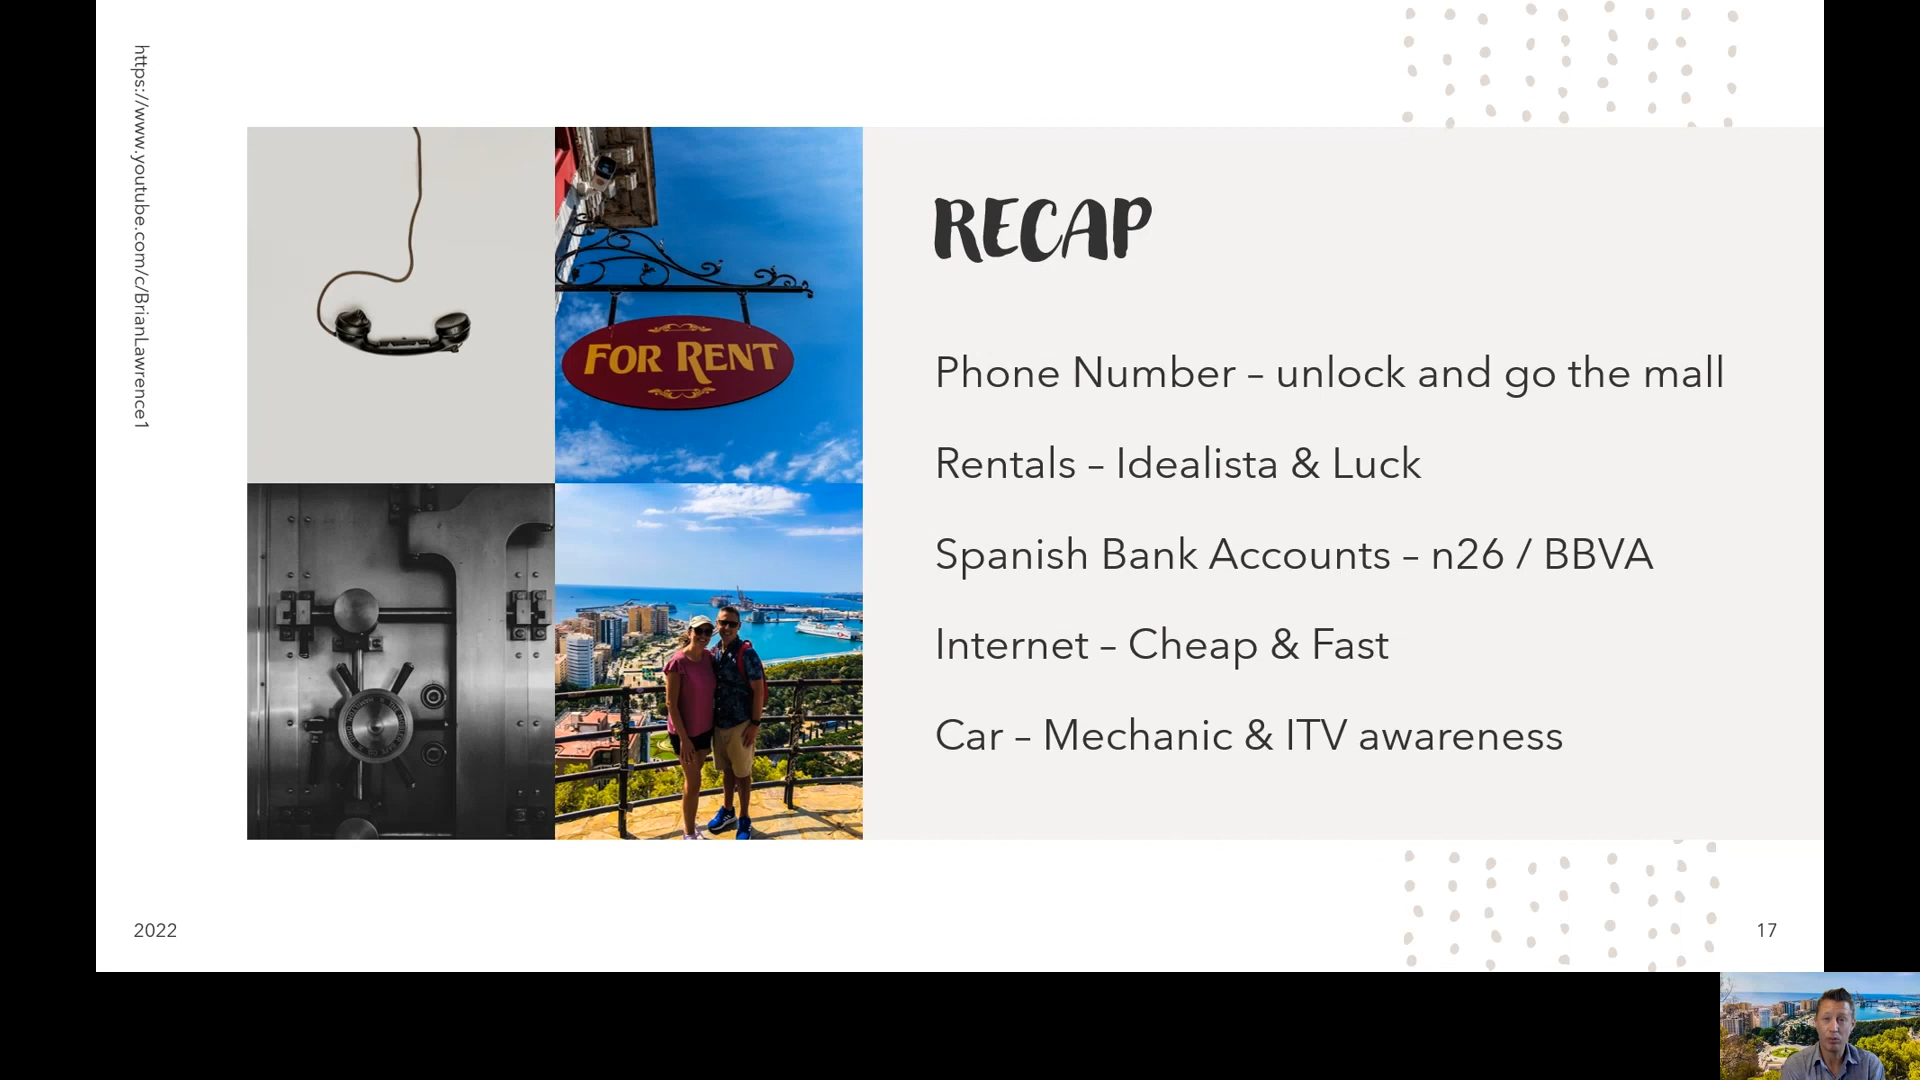 https://www.youtube.com/c/BrianLawrence1
FOR RENT
RECAP
Phone Number – unlock and go the mall
Rentals – Idealista & Luck
Spanish Bank Accounts – n26 / BBVA
Internet – Cheap & Fast
Car – Mechanic & ITV awareness
2022
17